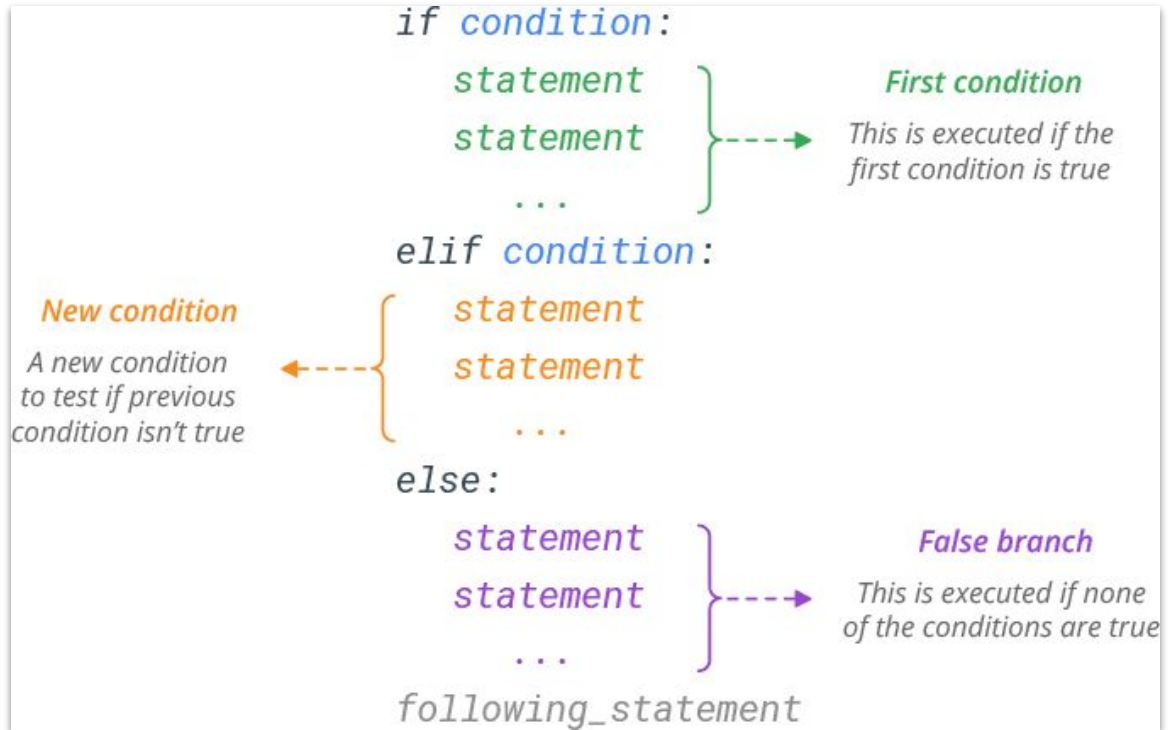 if condition:
statement
statement
...
First condition
This is executed if the
first condition is true
elif condition:
statement
statement
...
New condition
A new condition
to test if previous
condition isn't true
else:
statement
statement
...
False branch
This is executed if none
of the conditions are true
following_statement